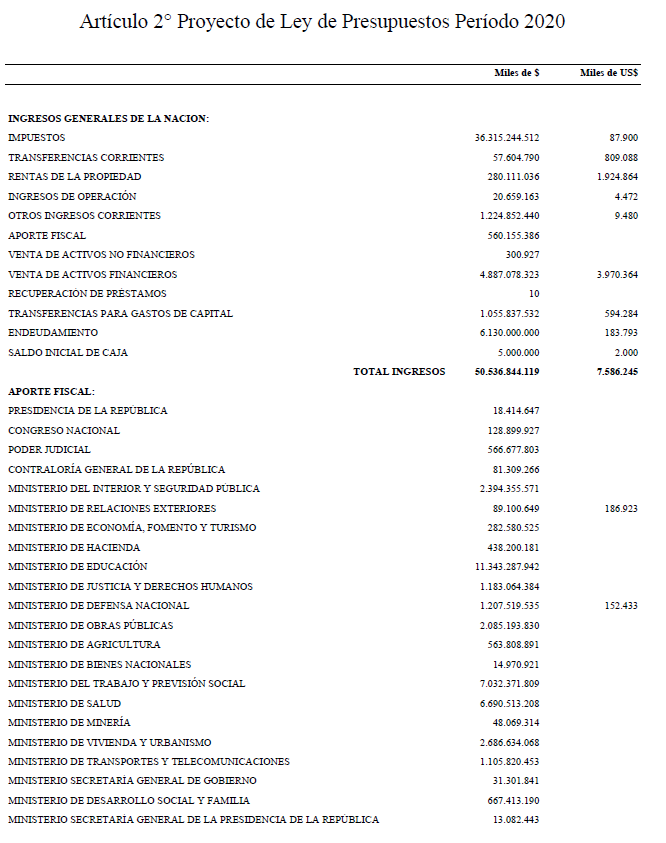 Artículo 2° Proyecto de Ley de Presupuestos Período 2020
Miles de $ Miles de US$
INGRESOS GENERALES DE LA NACION:
IMPUESTOS 36.315.244.512 87.900
TRANSFERENCIAS CORRIENTES 57.604.790 809.088
RENTAS DE LA PROPIEDAD 280.111.036 1.924.864
INGRESOS DE OPERACIÓN 20.659.163 4.472
OTROS INGRESOS CORRIENTES 1.224.852.440 9.480
APORTE FISCAL 560.155.386
VENTA DE ACTIVOS NO FINANCIEROS 300.927
VENTA DE ACTIVOS FINANCIEROS 4.887.078.323 3.970.364
RECUPERACIÓN DE PRÉSTAMOS 10
TRANSFERENCIAS PARA GASTOS DE CAPITAL 1.055.837.532 594.284
ENDEUDAMIENTO 6.130.000.000 183.793
SALDO INICIAL DE CAJA 5.000.000 2.000
TOTAL INGRESOS 50.536.844.119 7.586.245
APORTE FISCAL:
PRESIDENCIA DE LA REPÚBLICA 18.414.647
CONGRESO NACIONAL 128.899.927
PODER JUDICIAL 566.677.803
CONTRALORÍA GENERAL DE LA REPÚBLICA 81.309.266
MINISTERIO DEL INTERIOR Y SEGURIDAD PÚBLICA 2.394.355.571
MINISTERIO DE RELACIONES EXTERIORES 89.100.649 186.923
MINISTERIO DE ECONOMÍA, FOMENTO Y TURISMO 282.580.525
MINISTERIO DE HACIENDA 438.200.181
MINISTERIO DE EDUCACIÓN 11.343.287.942
MINISTERIO DE JUSTICIA Y DERECHOS HUMANOS 1.183.064.384
MINISTERIO DE DEFENSA NACIONAL 1.207.519.535 152.433
MINISTERIO DE OBRAS PÚBLICAS 2.085.193.830
MINISTERIO DE AGRICULTURA 563.808.891
MINISTERIO DE BIENES NACIONALES 14.970.921
MINISTERIO DEL TRABAJO Y PREVISIÓN SOCIAL 7.032.371.809
MINISTERIO DE SALUD 6.690.513.208
MINISTERIO DE MINERÍA 48.069.314
MINISTERIO DE VIVIENDA Y URBANISMO 2.686.634.068
MINISTERIO DE TRANSPORTES Y TELECOMUNICACIONES 1.105.820.453
MINISTERIO SECRETARÍA GENERAL DE GOBIERNO 31.301.841
MINISTERIO DE DESARROLLO SOCIAL Y FAMILIA 667.413.190
MINISTERIO SECRETARÍA GENERAL DE LA PRESIDENCIA DE LA REPÚBLICA 13.082.443